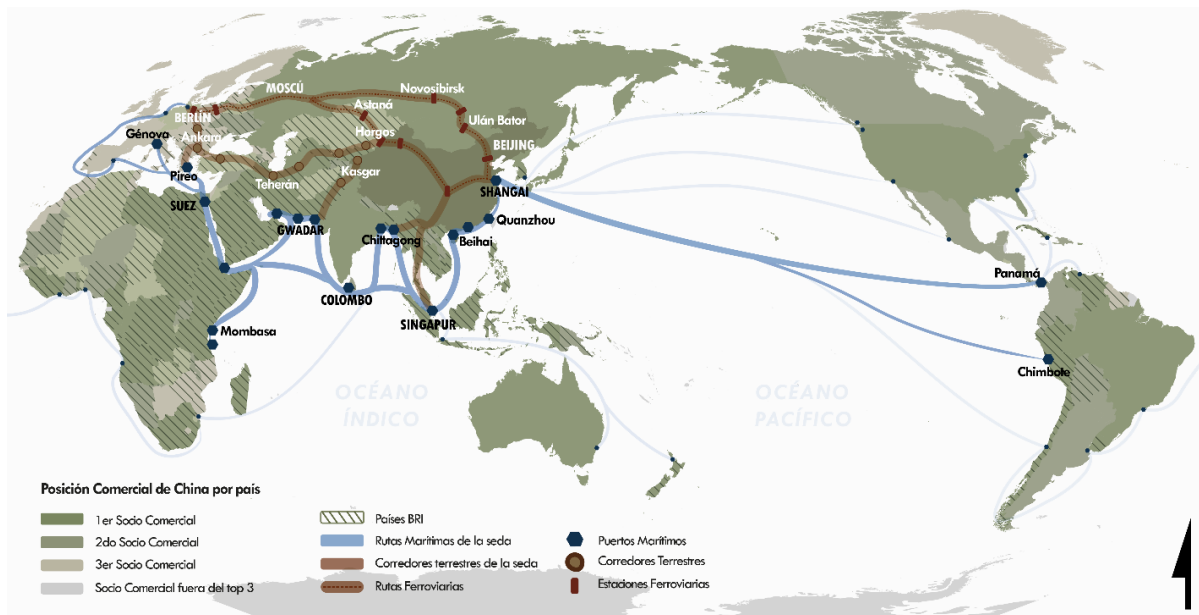 MOSCÚ
Novosibirsk
Astaná
BERLÍN
Ulán Bator
Génova
Ankara
Horgos
BEIJING
Pireo
Teherán
Kasgar
SHANGAI
SUEZ
GWADAR
Chittagong
Quanzhou
Beihai
Panamá
COLOMBO
SINGAPUR
Mombasa
Chimbote
OCÉANO
ÍNDICO
OCÉANO
PACÍFICO
Posición Comercial de China por país
1er Socio Comercial
2do Socio Comercial
3er Socio Comercial
Socio Comercial fuera del top 3
Países BRI
Rutas Marítimas de la seda
Corredores terrestres de la seda
Rutas Ferroviarias
Puertos Marítimos
Corredores Terrestres
Estaciones Ferroviarias